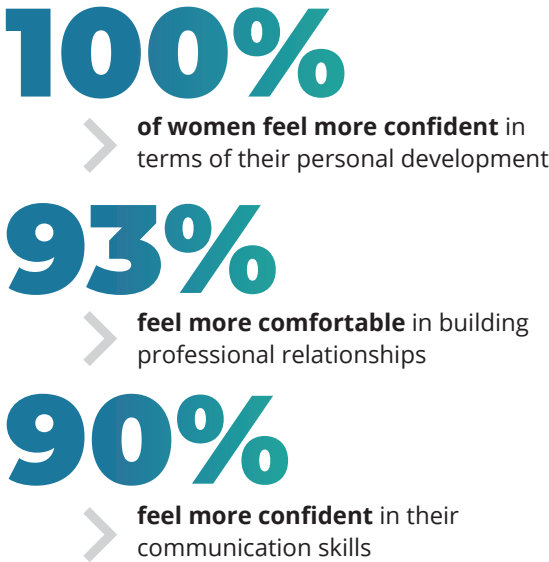 100%
of women feel more confident in
terms of their personal development
93%
feel more comfortable in building
professional relationships
90%
feel more confident in their
communication skills